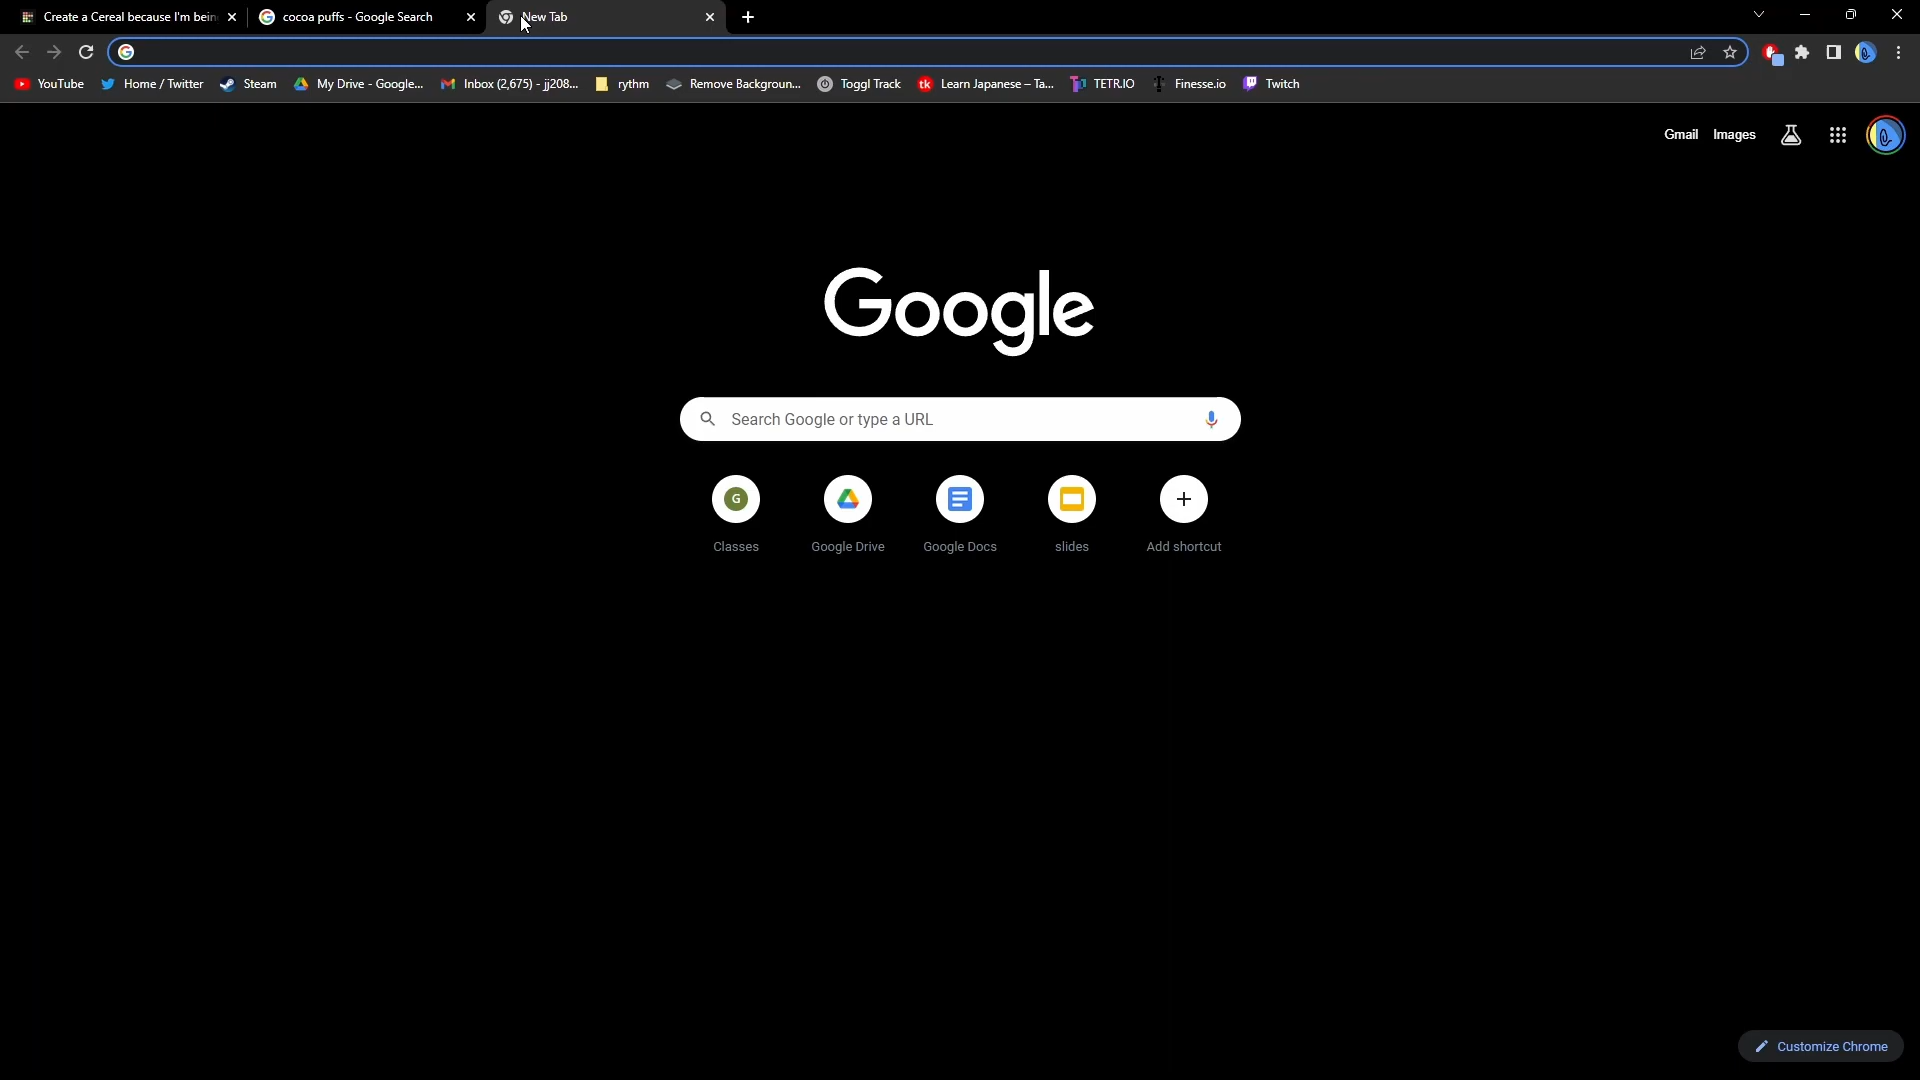 Create a Cereal because I'm bein
cocoa puffs - Google Search
New Tab
YouTube
Home / Twitter
Steam
My Drive - Google...
Inbox (2,675) - jj208...
rythm
Remove Backgroun...
Toggl Track
tk
Learn Japanese – Ta...
TETR.IO
Finesse.io
Twitch
Gmail
Images
Google
Search Google or type a URL
G
Classes
Google Drive
Google Docs
slides
Add shortcut
Customize Chrome